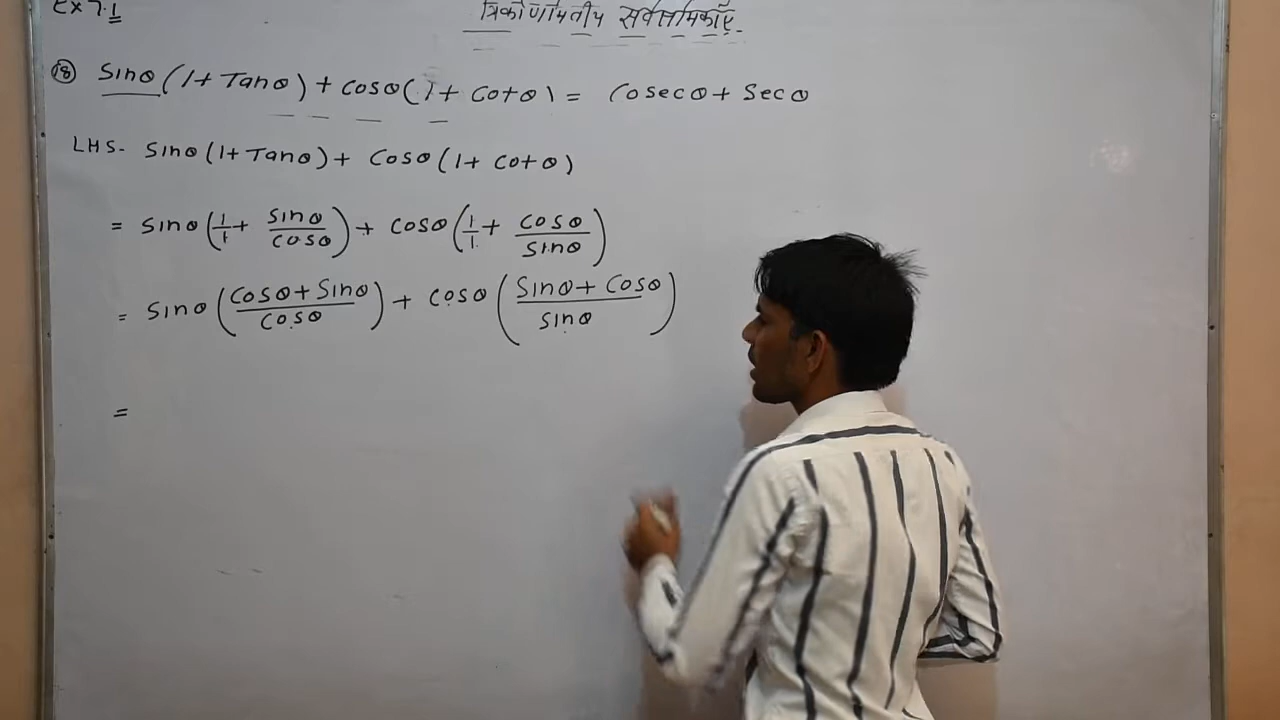 Ex 7.1
त्रिकोणमितीय सर्वसमिकाएँ
(18) Sinθ (1 + Tanθ) + cosθ (1 + Cotθ) = Cosecθ + Secθ
LHS- Sinθ (1 + Tanθ) + Cosθ (1 + Cotθ)
= Sinθ (1/1 + Sinθ/Cosθ) + Cosθ (1/1 + Cosθ/Sinθ)
= Sinθ (Cosθ + Sinθ/Cosθ) + Cosθ (Sinθ + Cosθ/Sinθ)
=